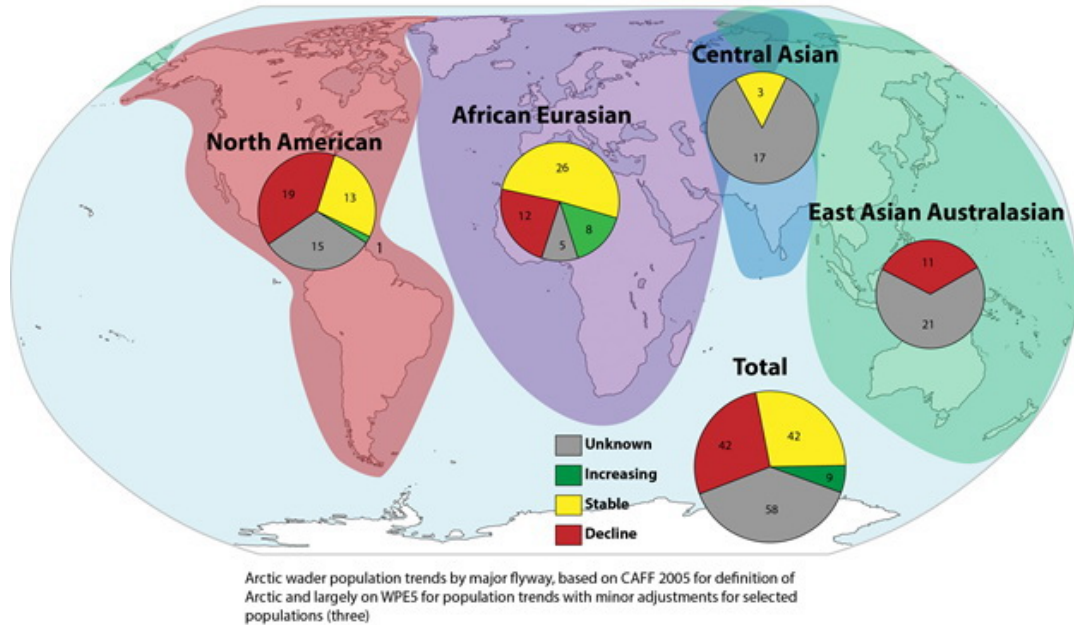 Central Asian
3
17
African Eurasian
26
12
8
5
North American
19
13
15
1
East Asian Australasian
11
21
Total
42
42
9
58
Unknown
Increasing
Stable
Decline
Arctic wader population trends by major flyway, based on CAFF 2005 for definition of
Arctic and largely on WPE5 for population trends with minor adjustments for selected
populations (three)